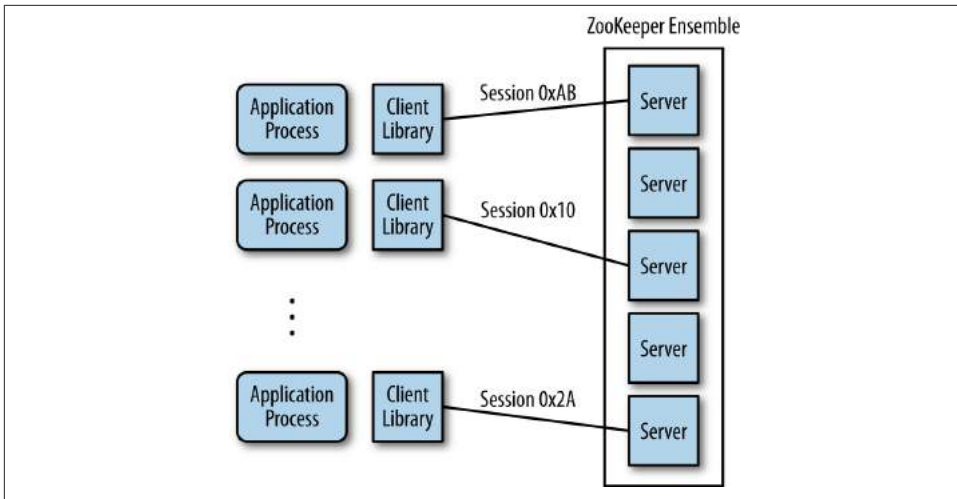 ZooKeeper Ensemble
Application
Process
Client
Library
Session 0xAB
Server
Server
Application
Process
Client
Library
Session 0x10
Server
Server
Application
Process
Client
Library
Session 0x2A
Server